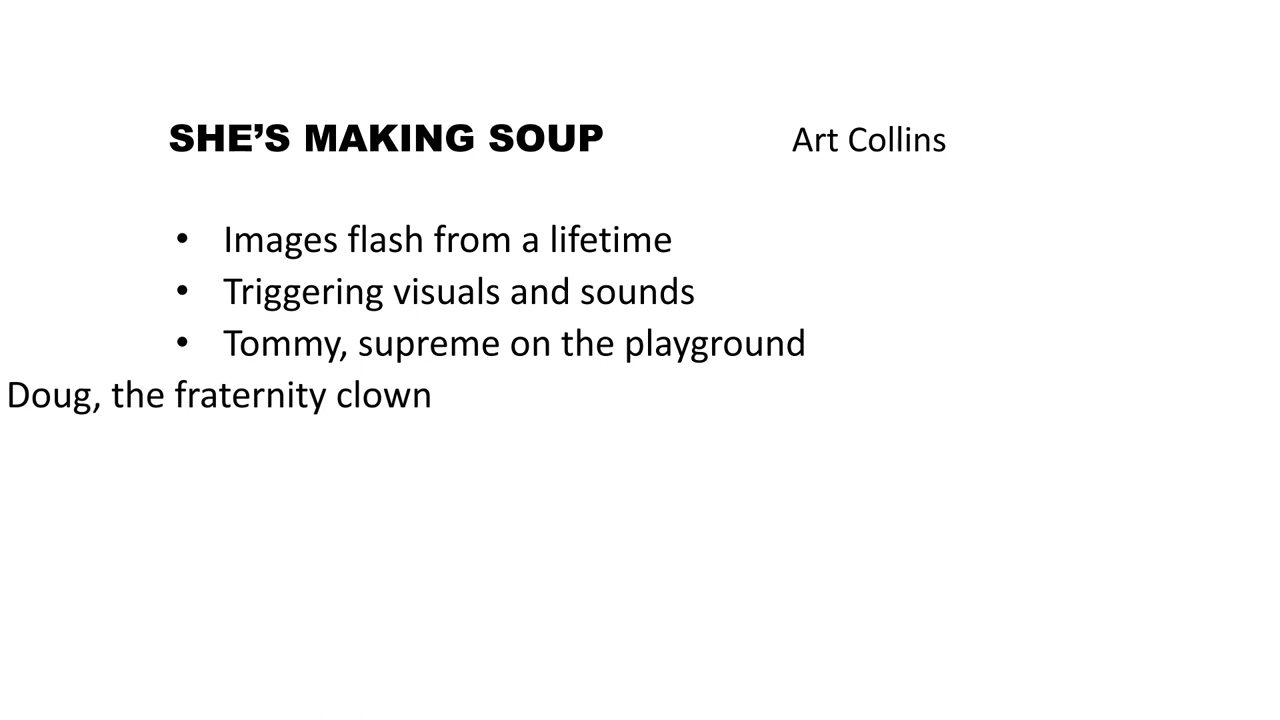 SHE’S MAKING SOUP Art Collins
• Images flash from a lifetime
• Triggering visuals and sounds
• Tommy, supreme on the playground
Doug, the fraternity clown